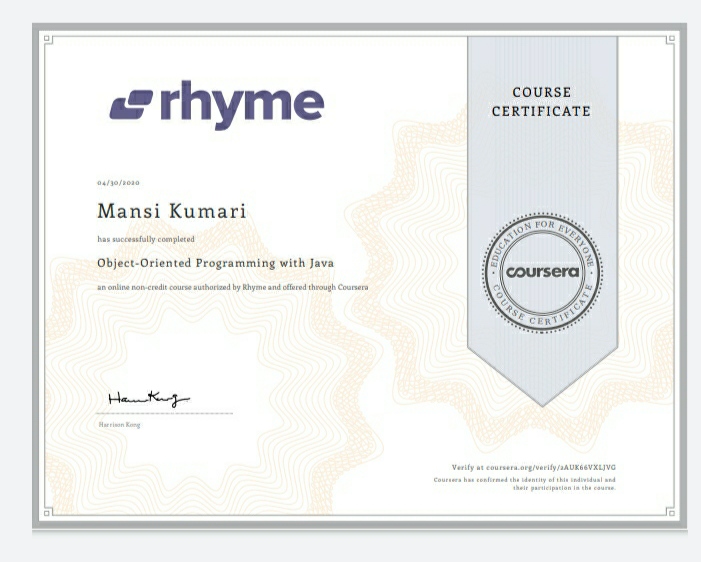 rhyme
COURSE
CERTIFICATE
04/30/2020
Mansi Kumari
has successfully completed
Object-Oriented Programming with Java
an online non-credit course authorized by Rhyme and offered through Coursera
EDUCATION FOR EVERYONE
coursera
COURSE CERTIFICATE
Harrison Kong
Verify at coursera.org/verify/2AUK66VXLJVG
Coursera has confirmed the identity of this individual and
their participation in the course.